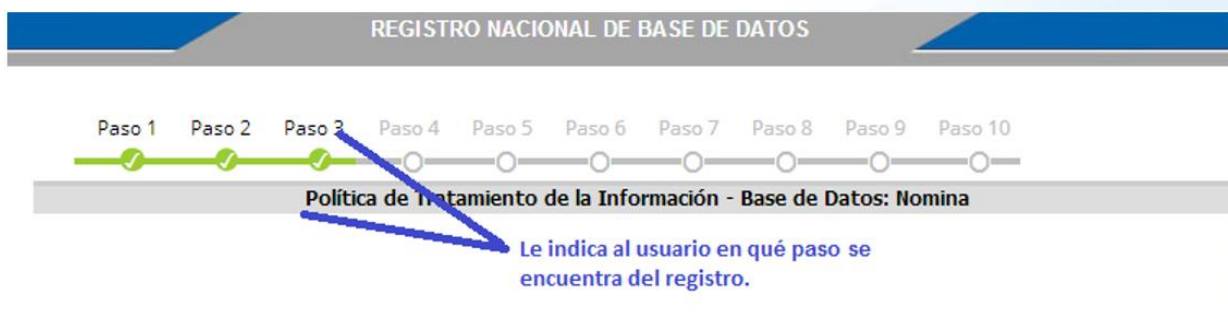 REGISTRO NACIONAL DE BASE DE DATOS
Paso 1 Paso 2 Paso 3 Paso 4 Paso 5 Paso 6 Paso 7 Paso 8 Paso 9 Paso 10
Política de Tratamiento de la Información - Base de Datos: Nomina
Le indica al usuario en qué paso se
encuentra del registro.